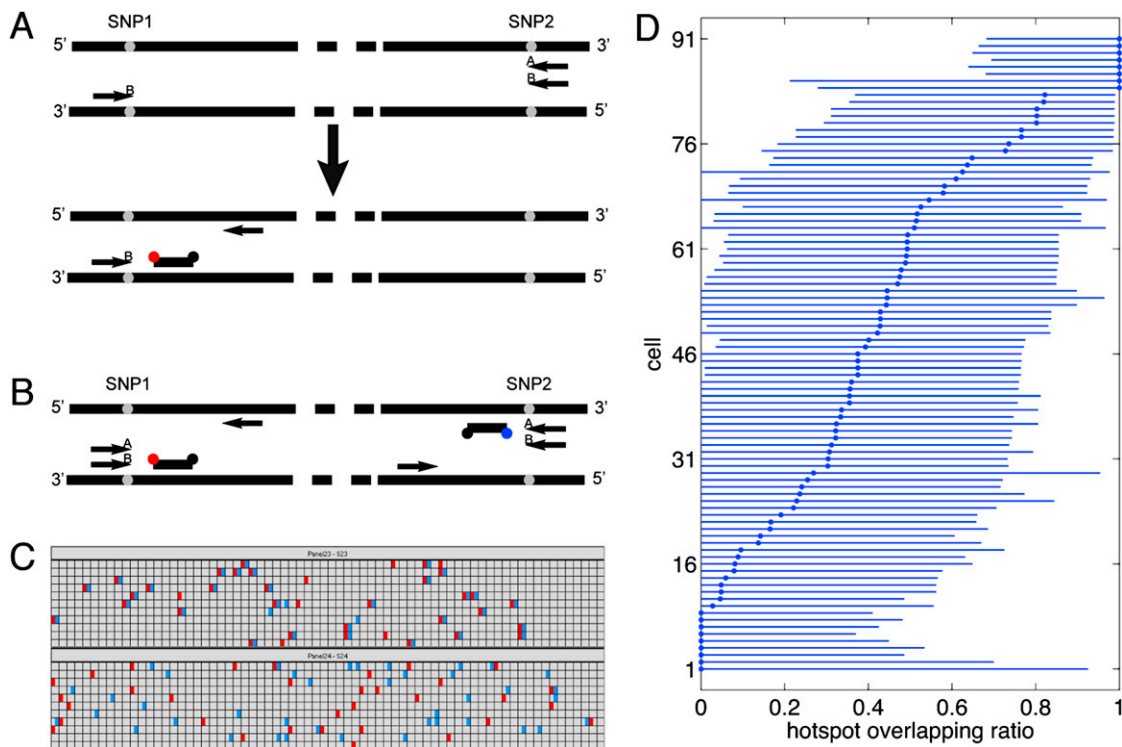 A
SNP1 SNP2
5’ 3’
A
B
B
3’ 5’
5’ 3’
B
3’ 5’
B
SNP1 SNP2
5’ 3’
A A
B B
3’ 5’
C
Panel23 - S23
Panel24 - S24
D
91
76
61
46
31
16
1
cell
0 0.2 0.4 0.6 0.8 1
hotspot overlapping ratio